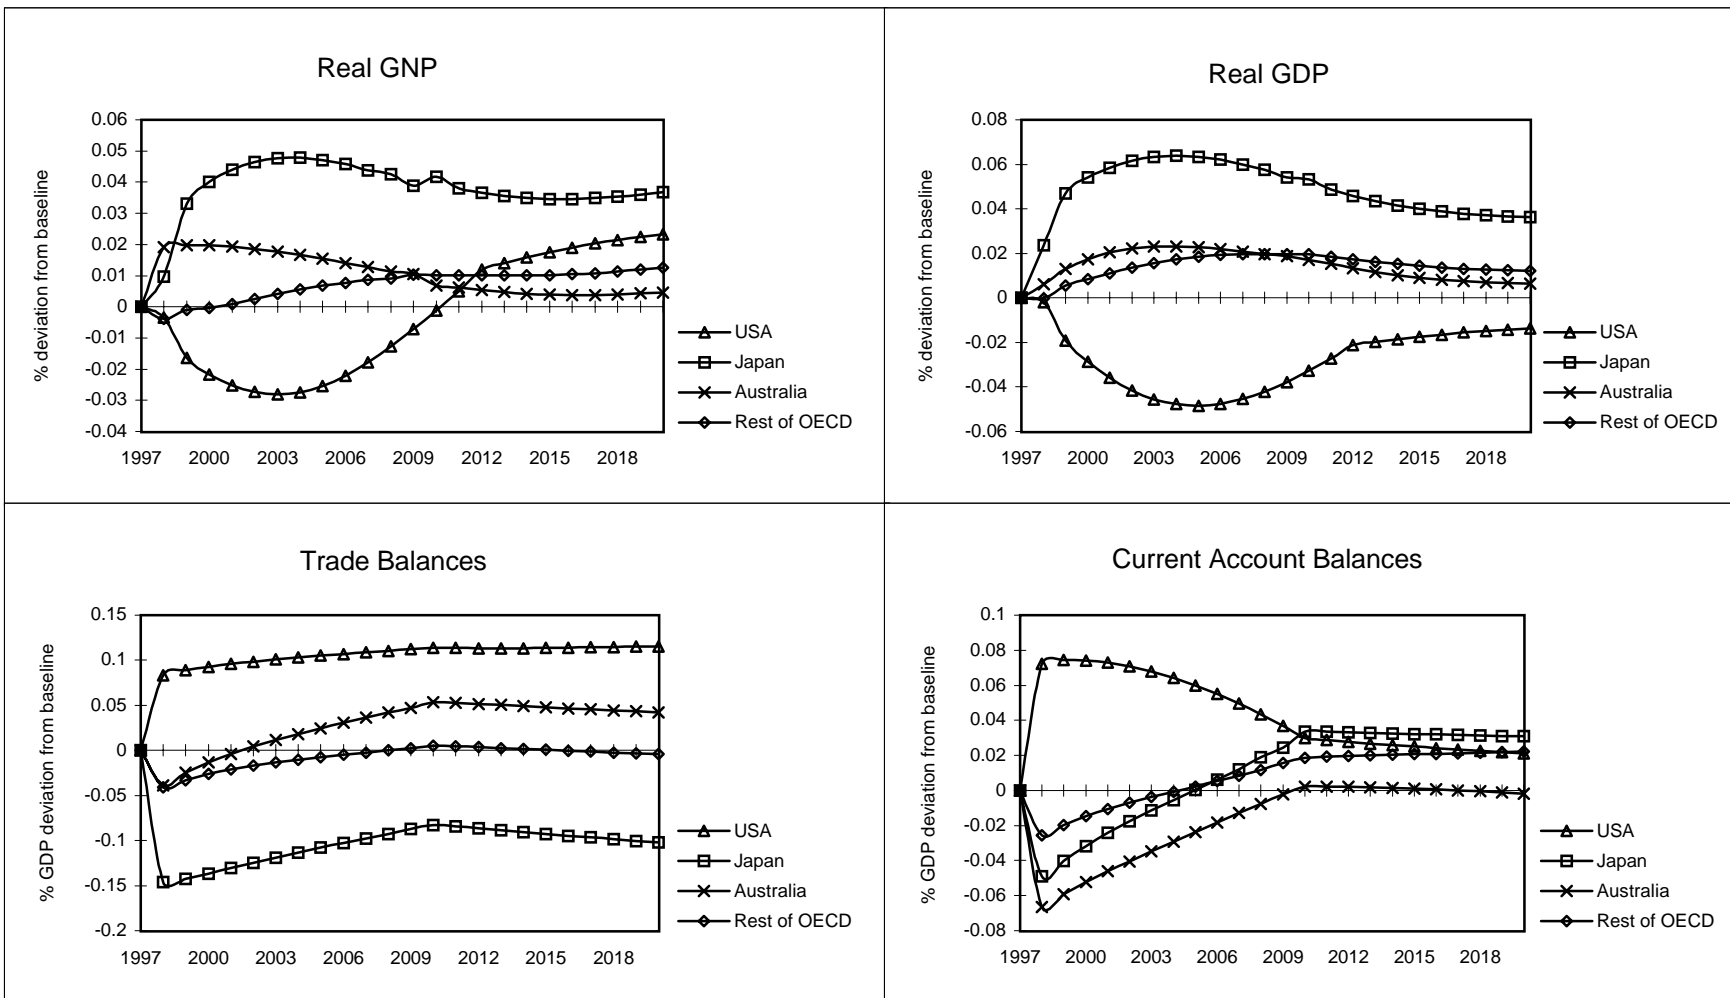 Real GNP
% deviation from baseline
0.06
0.05
0.04
0.03
0.02
0.01
0
-0.01
-0.02
-0.03
-0.04
1997 2000 2003 2006 2009 2012 2015 2018
USA
Japan
Australia
Rest of OECD
Real GDP
% deviation from baseline
0.08
0.06
0.04
0.02
0
-0.02
-0.04
-0.06
1997 2000 2003 2006 2009 2012 2015 2018
USA
Japan
Australia
Rest of OECD
Trade Balances
% GDP deviation from baseline
0.15
0.1
0.05
0
-0.05
-0.1
-0.15
-0.2
1997 2000 2003 2006 2009 2012 2015 2018
USA
Japan
Australia
Rest of OECD
Current Account Balances
% GDP deviation from baseline
0.1
0.08
0.06
0.04
0.02
0
-0.02
-0.04
-0.06
-0.08
1997 2000 2003 2006 2009 2012 2015 2018
USA
Japan
Australia
Rest of OECD